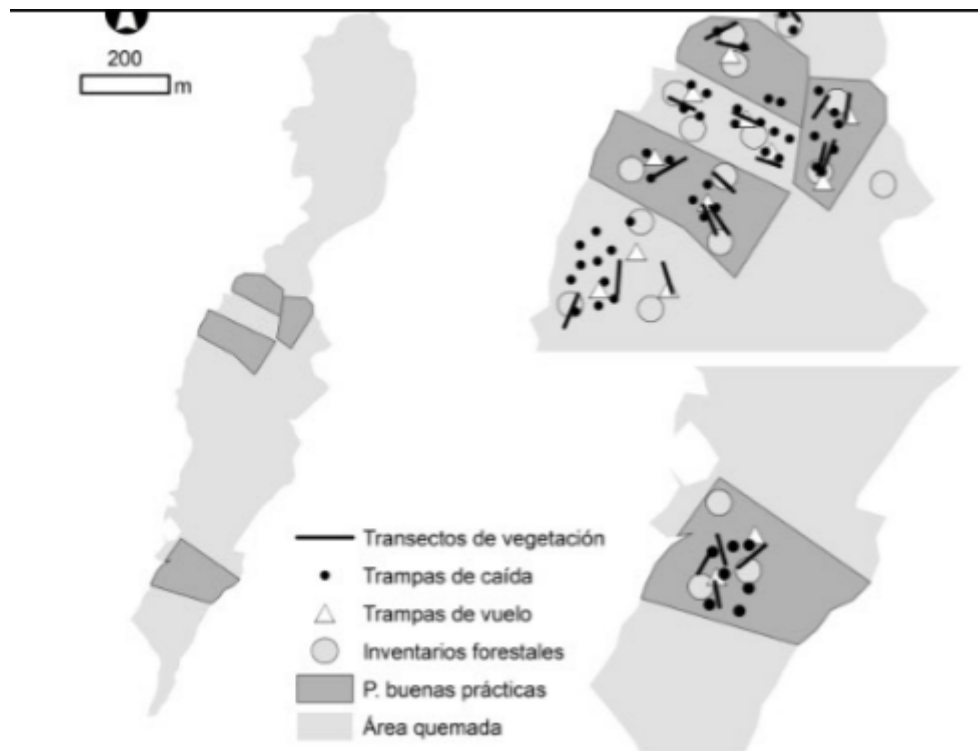 200
m
Transectos de vegetación
Trampas de caída
Trampas de vuelo
Inventarios forestales
P. buenas prácticas
Área quemada